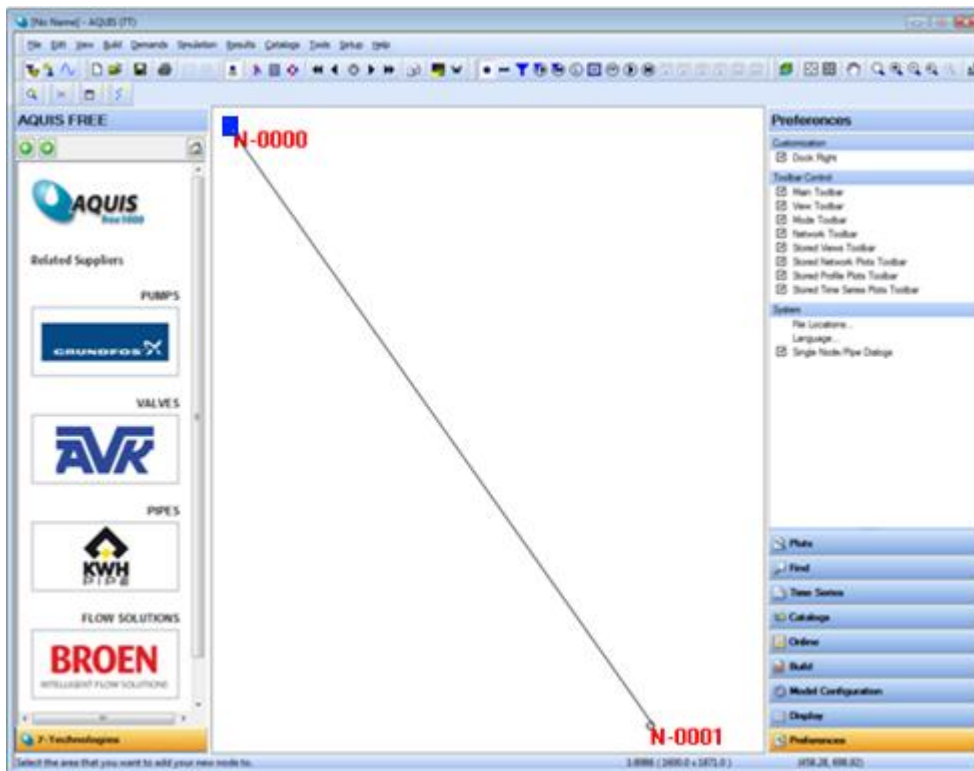 [No Name] - AQUIS (7T)
File Edit View Build Demands Simulation Results Catalogs Tools Setup Help
AQUIS FREE
AQUIS
free1000
Related Suppliers
PUMPS
GRUNDFOS
VALVES
AVK
PIPES
KWH
PIPE
FLOW SOLUTIONS
BROEN
INTELLIGENT FLOW SOLUTIONS
7-Technologies
N-0000
N-0001
Preferences
Customization
Dock Right
Toolbar Control
Main Toolbar
View Toolbar
Mode Toolbar
Network Toolbar
Stored Views Toolbar
Stored Network Plots Toolbar
Stored Profile Plots Toolbar
Stored Time Series Plots Toolbar
System
File Locations...
Language...
Single Node/Pipe Dialogs
Plots
Find
Time Series
Catalogs
Online
Build
Model Configuration
Display
Preferences
Select the area that you want to add your new node to.